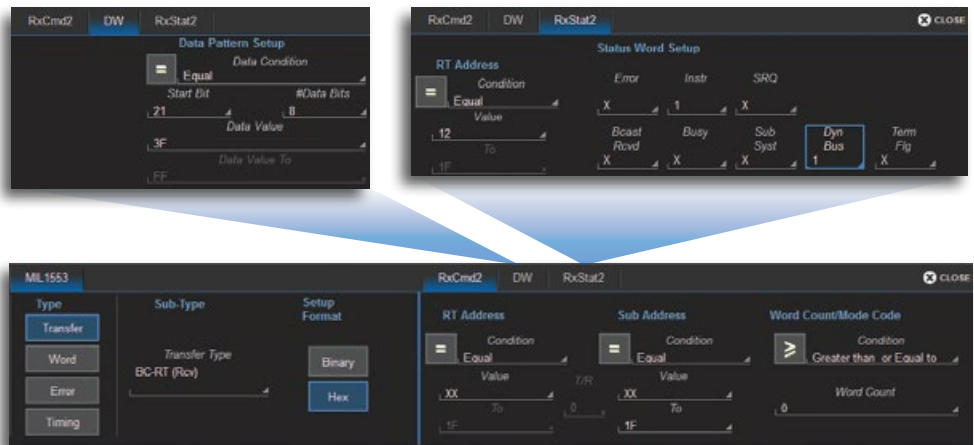 RxCmd2 DW RxStat2
Data Pattern Setup
Data Condition
= Equal
Start Bit #Data Bits
21 8
Data Value
3F
Data Value To
FF
RxCmd2 DW RxStat2 CLOSE
Status Word Setup
RT Address
Condition
= Equal
Value
12
To
1F
Error Instr SRQ
X 1 X
Bcast Rcvd Busy Sub Syst Dyn Bus Term Flg
X X X 1 X
MIL1553
Type
Transfer
Word
Error
Timing
Sub-Type
Transfer Type
BC-RT (Rcv)
Setup
Format
Binary
Hex
RxCmd2 DW RxStat2 CLOSE
RT Address
Condition
= Equal
Value
XX
To
1F
T/R
0
Sub Address
Condition
= Equal
Value
XX
To
1F
Word Count/Mode Code
Condition
≥ Greater than or Equal to
Word Count
0